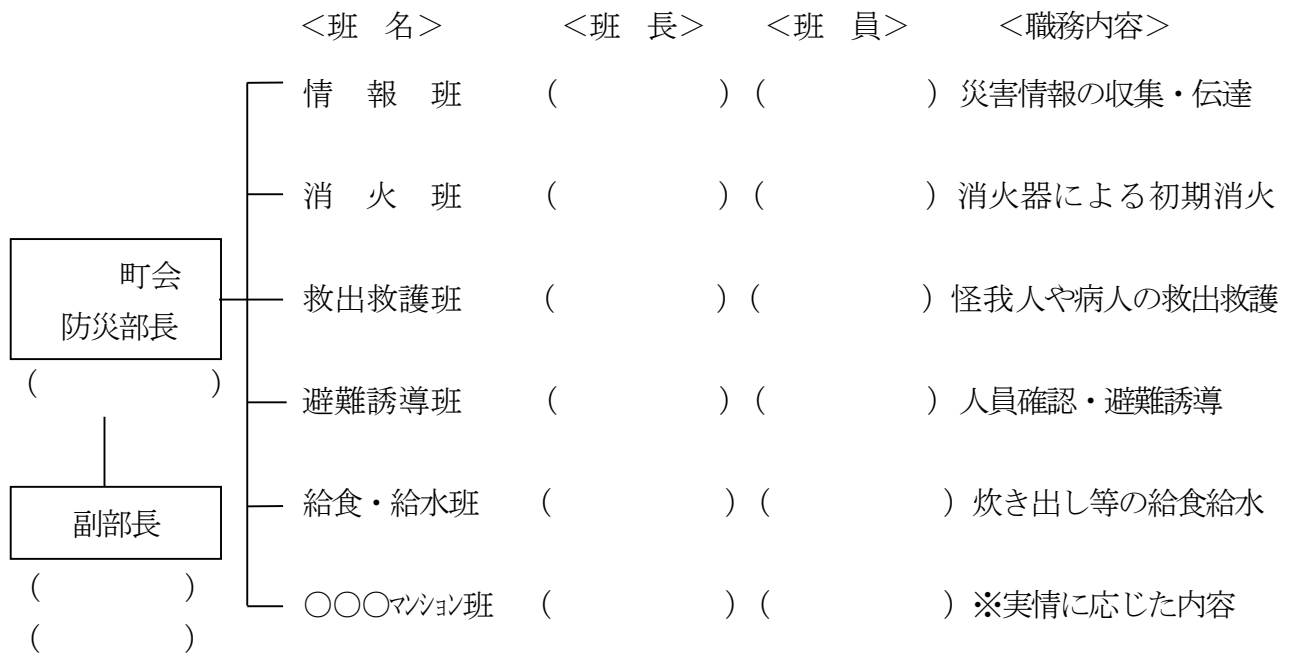 ＜班　名＞　＜班　長＞　＜班　員＞　＜職務内容＞
情　報　班　（　　　）（　　　）災害情報の収集・伝達
消　火　班　（　　　）（　　　）消火器による初期消火
町会
防災部長
（　　　）
救出救護班　（　　　）（　　　）怪我人や病人の救出救護
避難誘導班　（　　　）（　　　）人員確認・避難誘導
副部長
（　　　）
（　　　）
給食・給水班　（　　　）（　　　）炊き出し等の給食給水
○○○ﾏﾝｼｮﾝ班　（　　　）（　　　）※実情に応じた内容